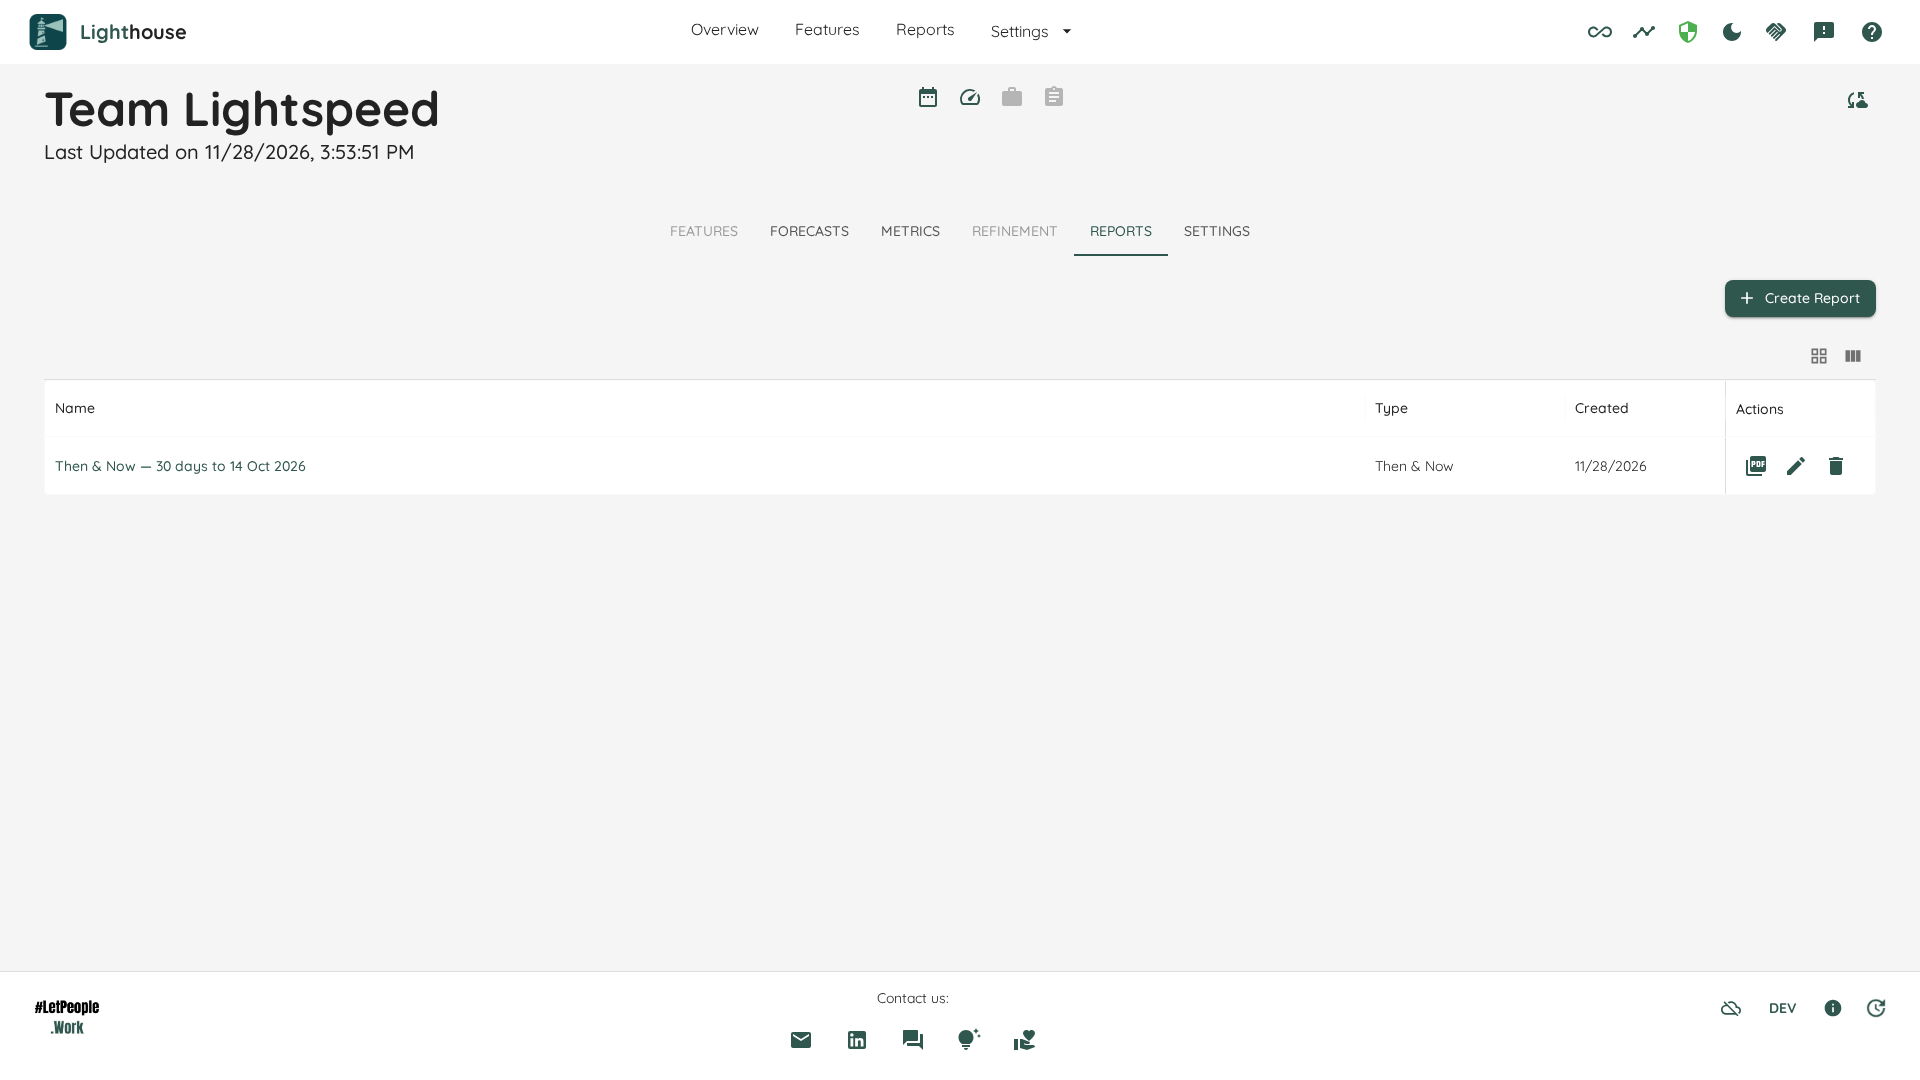 Lighthouse
Overview
Features
Reports
Settings
Team Lightspeed
Last Updated on 11/28/2026, 3:53:51 PM
FEATURES
FORECASTS
METRICS
REFINEMENT
REPORTS
SETTINGS
Create Report
Name
Type
Created
Actions
Then & Now — 30 days to 14 Oct 2026
Then & Now
11/28/2026
PDF
#LetPeople
.Work
Contact us:
DEV